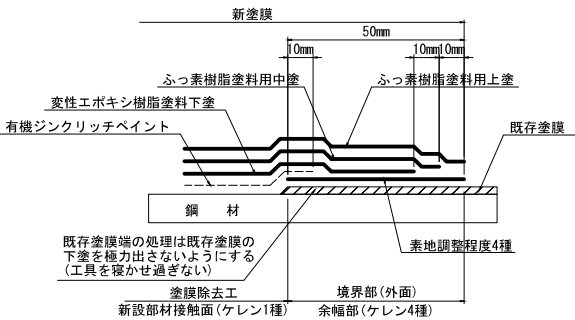 新塗膜
50mm
10mm
10mm
10mm
ふっ素樹脂塗料用中塗
ふっ素樹脂塗料用上塗
変性エポキシ樹脂塗料下塗
有機ジンクリッチペイント
既存塗膜
鋼材
既存塗膜端の処理は既存塗膜の
下塗を極力出さないようにする
(工具を寝かせ過ぎない)
素地調整程度4種
塗膜除去工
境界部(外面)
新設部材接触面(ケレン1種)
余幅部(ケレン4種)